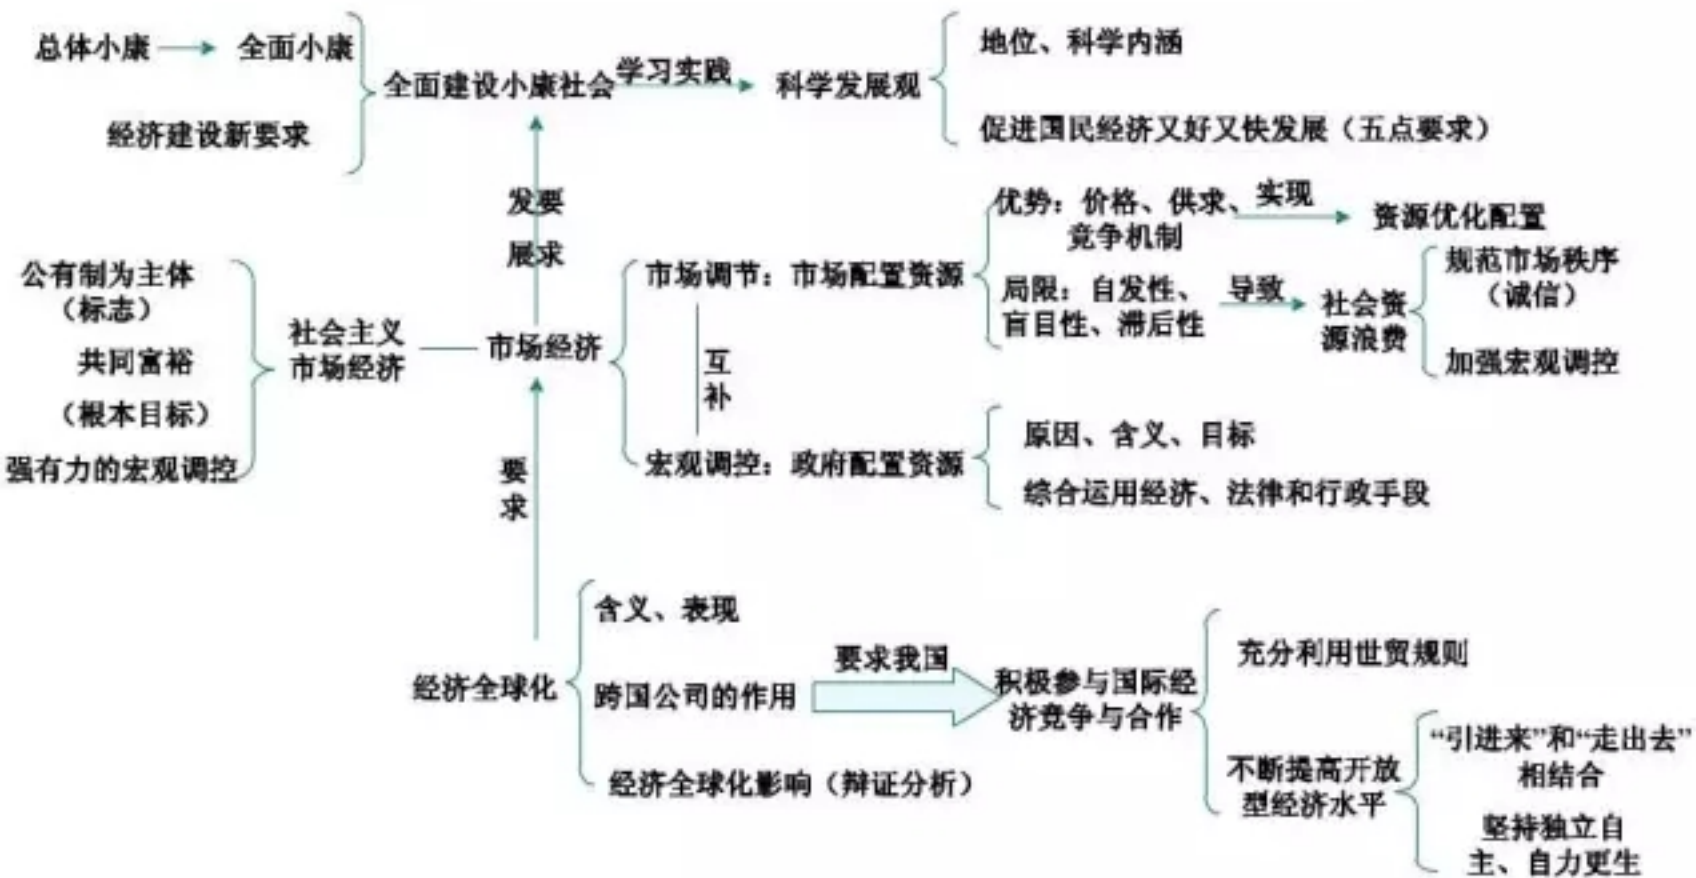 总体小康
全面小康
经济建设新要求
全面建设小康社会
学习实践
科学发展观
地位、科学内涵
促进国民经济又好又快发展（五点要求）
发展
要求
公有制为主体
（标志）
共同富裕
（根本目标）
强有力的宏观调控
社会主义
市场经济
市场经济
市场调节：市场配置资源
互补
宏观调控：政府配置资源
优势：价格、供求、
竞争机制
实现
资源优化配置
局限：自发性、
盲目性、滞后性
导致
社会资
源浪费
规范市场秩序
（诚信）
加强宏观调控
原因、含义、目标
综合运用经济、法律和行政手段
要求
经济全球化
含义、表现
跨国公司的作用
经济全球化影响（辩证分析）
要求我国
积极参与国际经
济竞争与合作
充分利用世贸规则
不断提高开放
型经济水平
“引进来”和“走出去”
相结合
坚持独立自
主、自力更生